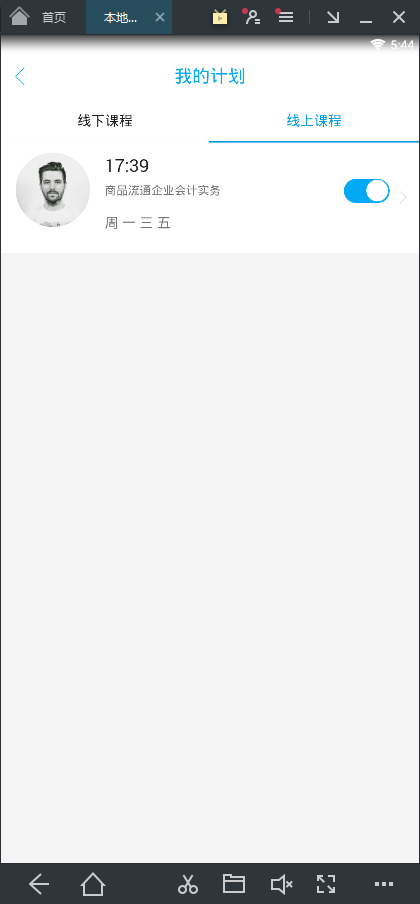 首页
本地...
5:44
我的计划
线下课程
线上课程
17:39
商品流通企业会计实务
周 一 三 五